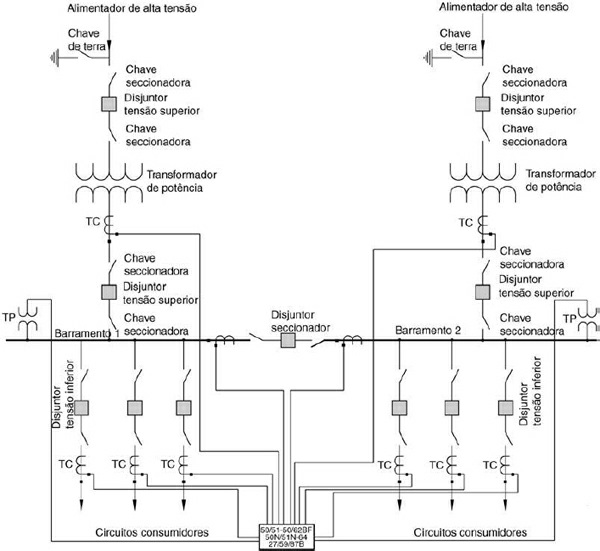 Alimentador de alta tensão
Alimentador de alta tensão
Chave
de terra
Chave
de terra
Chave
seccionadora
Chave
seccionadora
Disjuntor
tensão superior
Disjuntor
tensão superior
Chave
seccionadora
Chave
seccionadora
Transformador
de potência
Transformador
de potência
TC
TC
Chave
seccionadora
Chave
seccionadora
Disjuntor
tensão superior
Disjuntor
tensão superior
TP
Chave
seccionadora
Disjuntor
seccionador
Chave
seccionadora
TP
Barramento 1
Barramento 2
Disjuntor
tensão inferior
Disjuntor
tensão inferior
TC
TC
TC
TC
TC
TC
Circuitos consumidores
Circuitos consumidores
50/51-50/62BF
50N/51N-64
27/59/87B